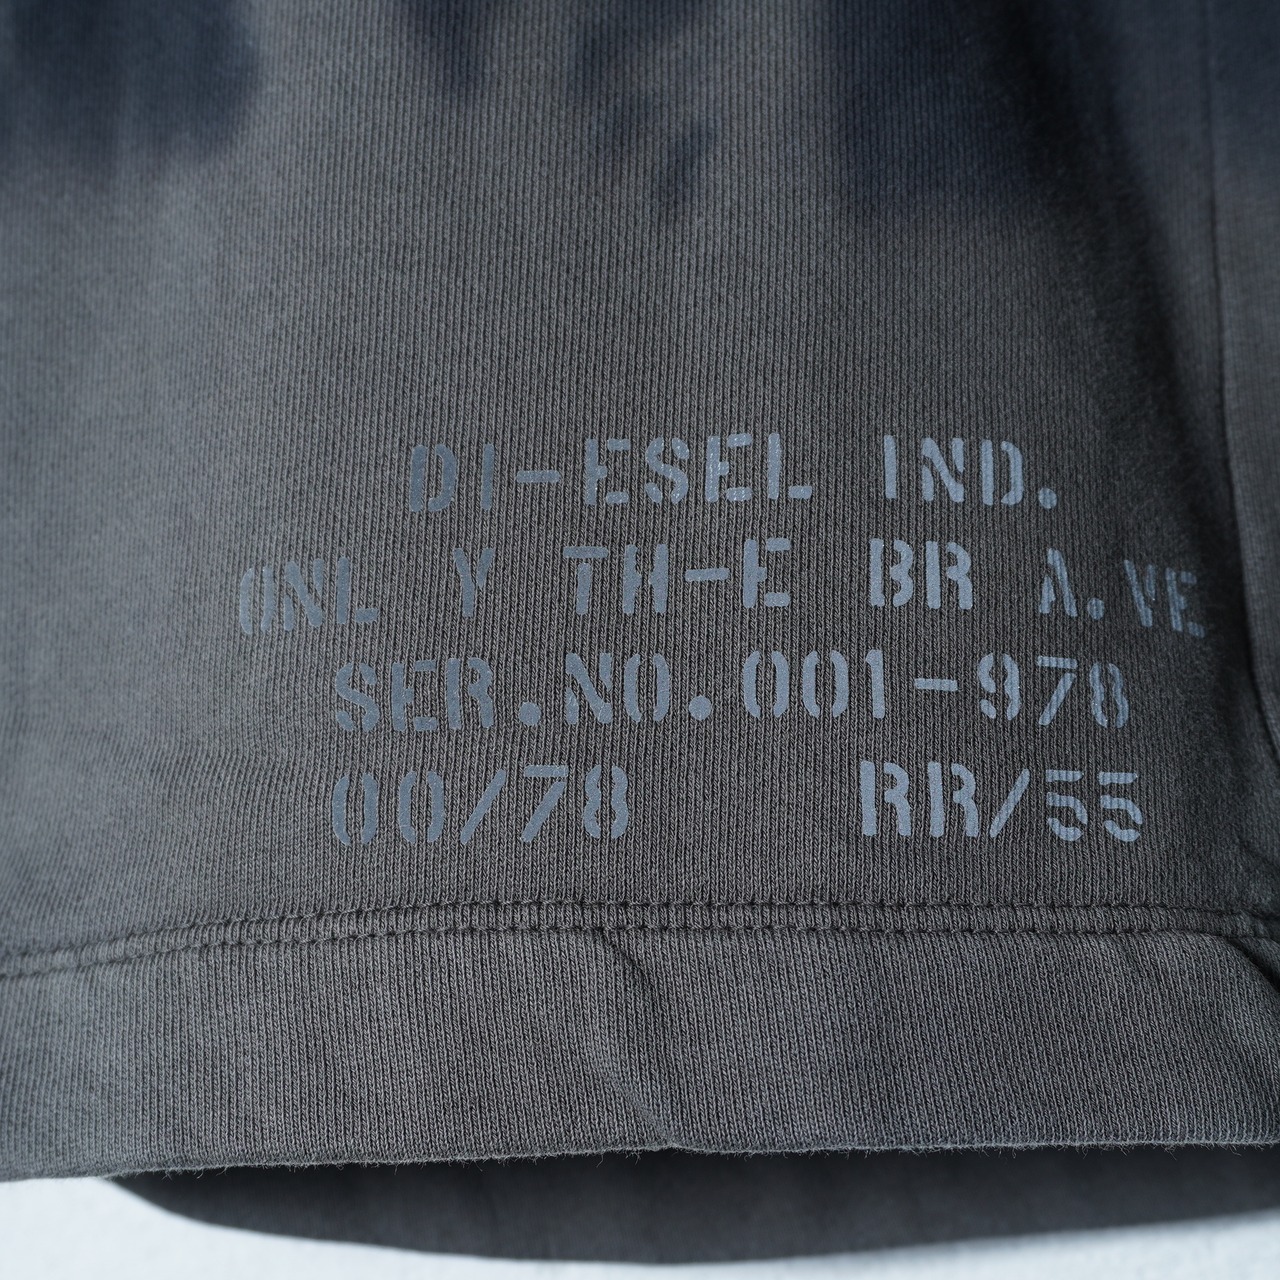 DI-ESEL IND.
ONL Y TH-E BR A.VE
SER.NO.001-978
00/78 RR/55